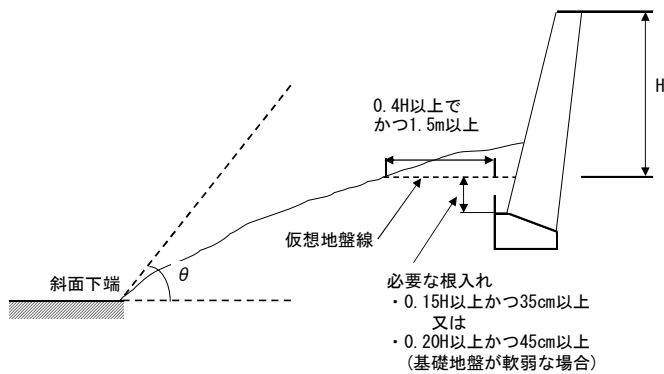 H
0.4H以上で
かつ1.5m以上
仮想地盤線
斜面下端
θ
必要な根入れ
・0.15H以上かつ35cm以上
又は
・0.20H以上かつ45cm以上
(基礎地盤が軟弱な場合)